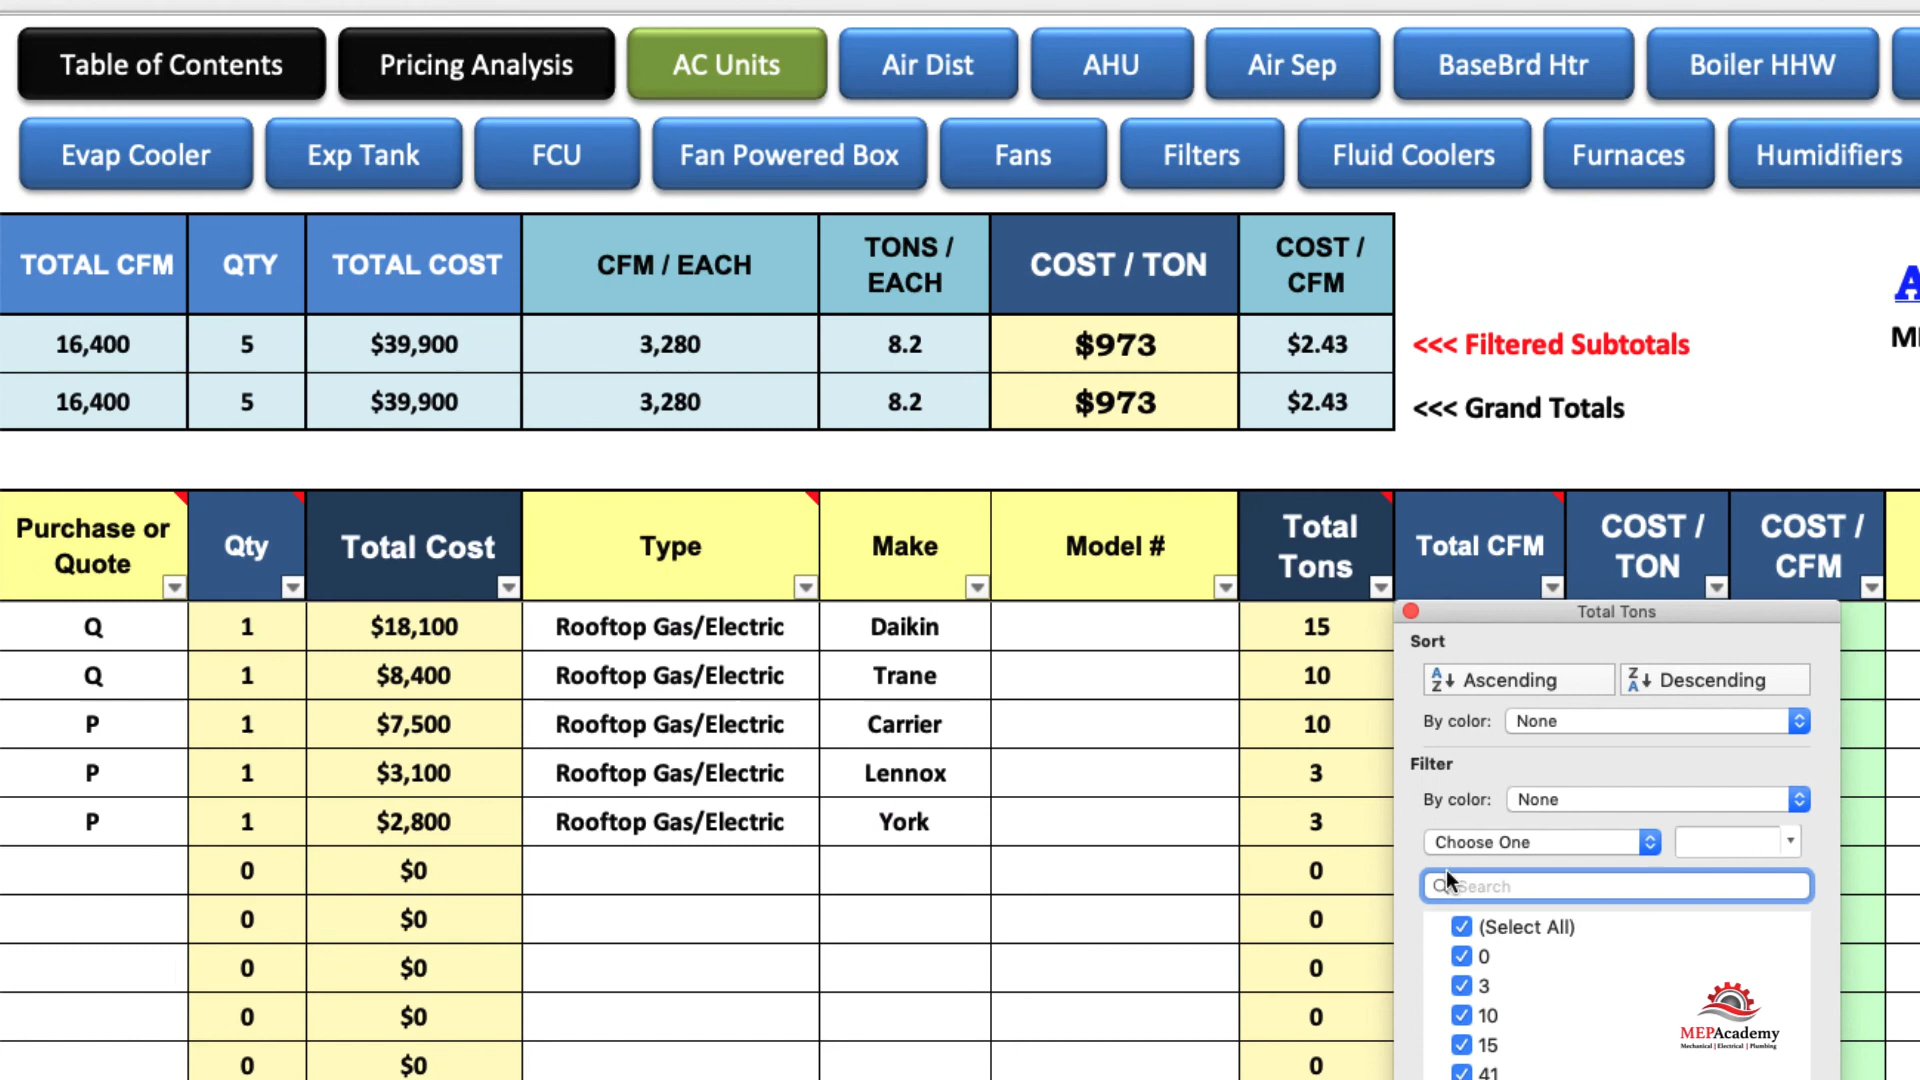 Table of Contents
Pricing Analysis
AC Units
Air Dist
AHU
Air Sep
BaseBrd Htr
Boiler HHW
Evap Cooler
Exp Tank
FCU
Fan Powered Box
Fans
Filters
Fluid Coolers
Furnaces
Humidifiers
TOTAL CFM QTY TOTAL COST CFM / EACH TONS / EACH COST / TON COST / CFM
16,400 5 $39,900 3,280 8.2 $973 $2.43 <<< Filtered Subtotals
16,400 5 $39,900 3,280 8.2 $973 $2.43 <<< Grand Totals
Purchase or Quote Qty Total Cost Type Make Model # Total Tons Total CFM COST / TON COST / CFM
Q 1 $18,100 Rooftop Gas/Electric Daikin 15
Q 1 $8,400 Rooftop Gas/Electric Trane 10
P 1 $7,500 Rooftop Gas/Electric Carrier 10
P 1 $3,100 Rooftop Gas/Electric Lennox 3
P 1 $2,800 Rooftop Gas/Electric York 3
0 $0 0
0 $0 0
0 $0 0
0 $0 0
0 $0 0
Total Tons
Sort
Ascending
Descending
By color: None
Filter
By color: None
Choose One
Search
(Select All)
0
3
10
15
41
MEPAcademy
Mechanical | Electrical | Plumbing